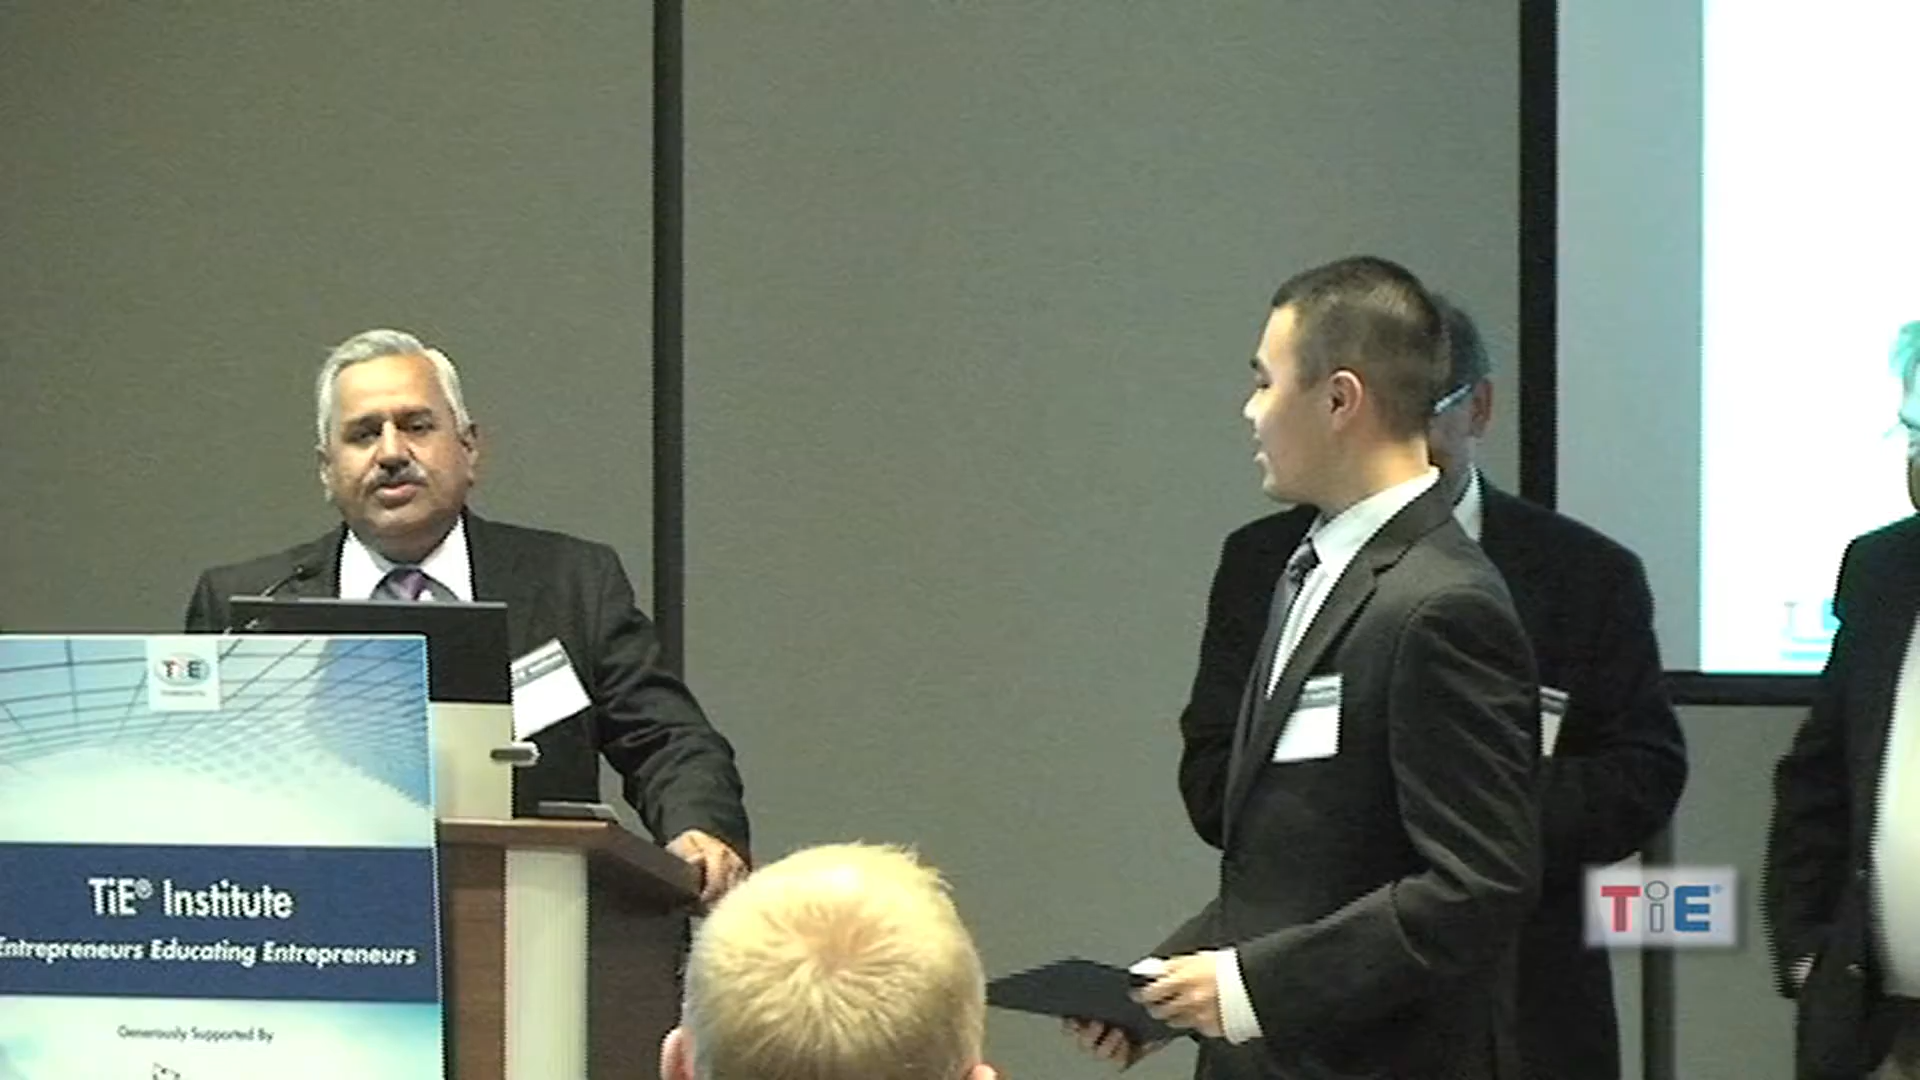 TiE
TiE® Institute
Entrepreneurs Educating Entrepreneurs
Generously Supported By
TiE®